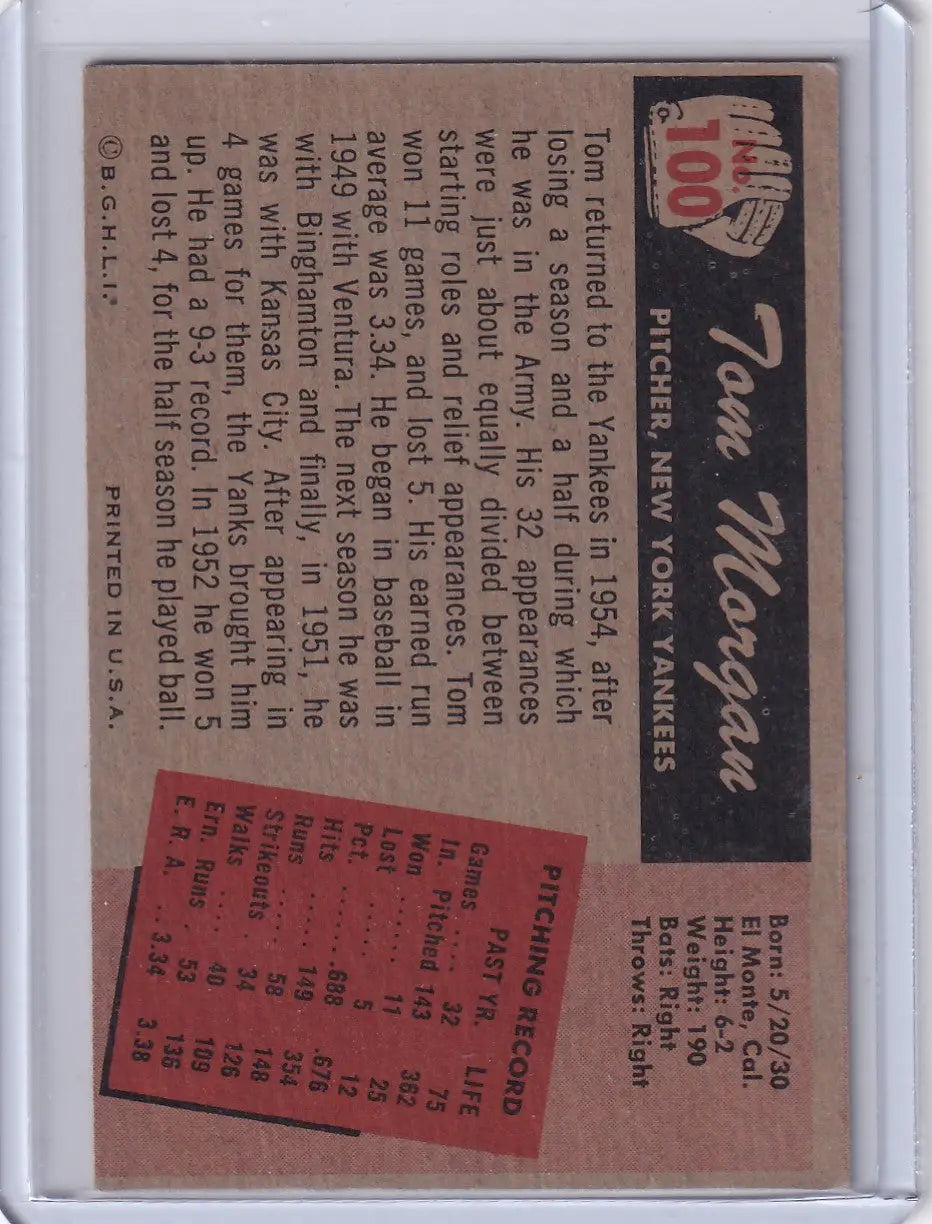 No.
100
Tom Morgan
PITCHER, NEW YORK YANKEES
Born: 5/20/30
El Monte, Cal.
Height: 6-2
Weight: 190
Bats: Right
Throws: Right
Tom returned to the Yankees in 1954, after
losing a season and a half during which
he was in the Army. His 32 appearances
were just about equally divided between
starting roles and relief appearances. Tom
won 11 games, and lost 5. His earned run
average was 3.34. He began in baseball in
1949 with Ventura. The next season he was
with Binghamton and finally, in 1951, he
was with Kansas City. After appearing in
4 games for them, the Yanks brought him
up. He had a 9-3 record. In 1952 he won 5
and lost 4, for the half season he played ball.
PITCHING RECORD
PAST YR. LIFE
Games .... 32 75
In. Pitched 143 362
Won ...... 11 25
Lost ..... 5 12
Pct. ...... .688 .676
Hits ..... 149 354
Runs ..... 58 148
Strikeouts 34 126
Walks .... 40 109
Ern. Runs . 53 136
E. R. A. .. 3.34 3.38
©B.G.H.L.I.
PRINTED IN U.S.A.